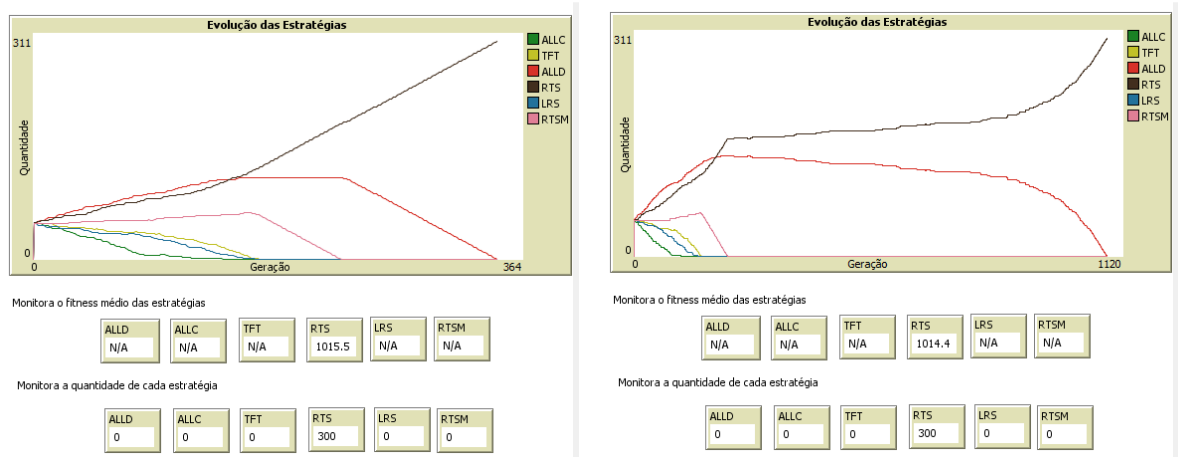 Evolução das Estratégias
311
Quantidade
0
0
Geração
364
ALLC
TFT
ALLD
RTS
LRS
RTSM
Monitora o fitness médio das estratégias
ALLD ALLC TFT RTS LRS RTSM
N/A N/A N/A 1015.5 N/A N/A
Monitora a quantidade de cada estratégia
ALLD ALLC TFT RTS LRS RTSM
0 0 0 300 0 0
Evolução das Estratégias
311
Quantidade
0
0
Geração
1120
ALLC
TFT
ALLD
RTS
LRS
RTSM
Monitora o fitness médio das estratégias
ALLD ALLC TFT RTS LRS RTSM
N/A N/A N/A 1014.4 N/A N/A
Monitora a quantidade de cada estratégia
ALLD ALLC TFT RTS LRS RTSM
0 0 0 300 0 0